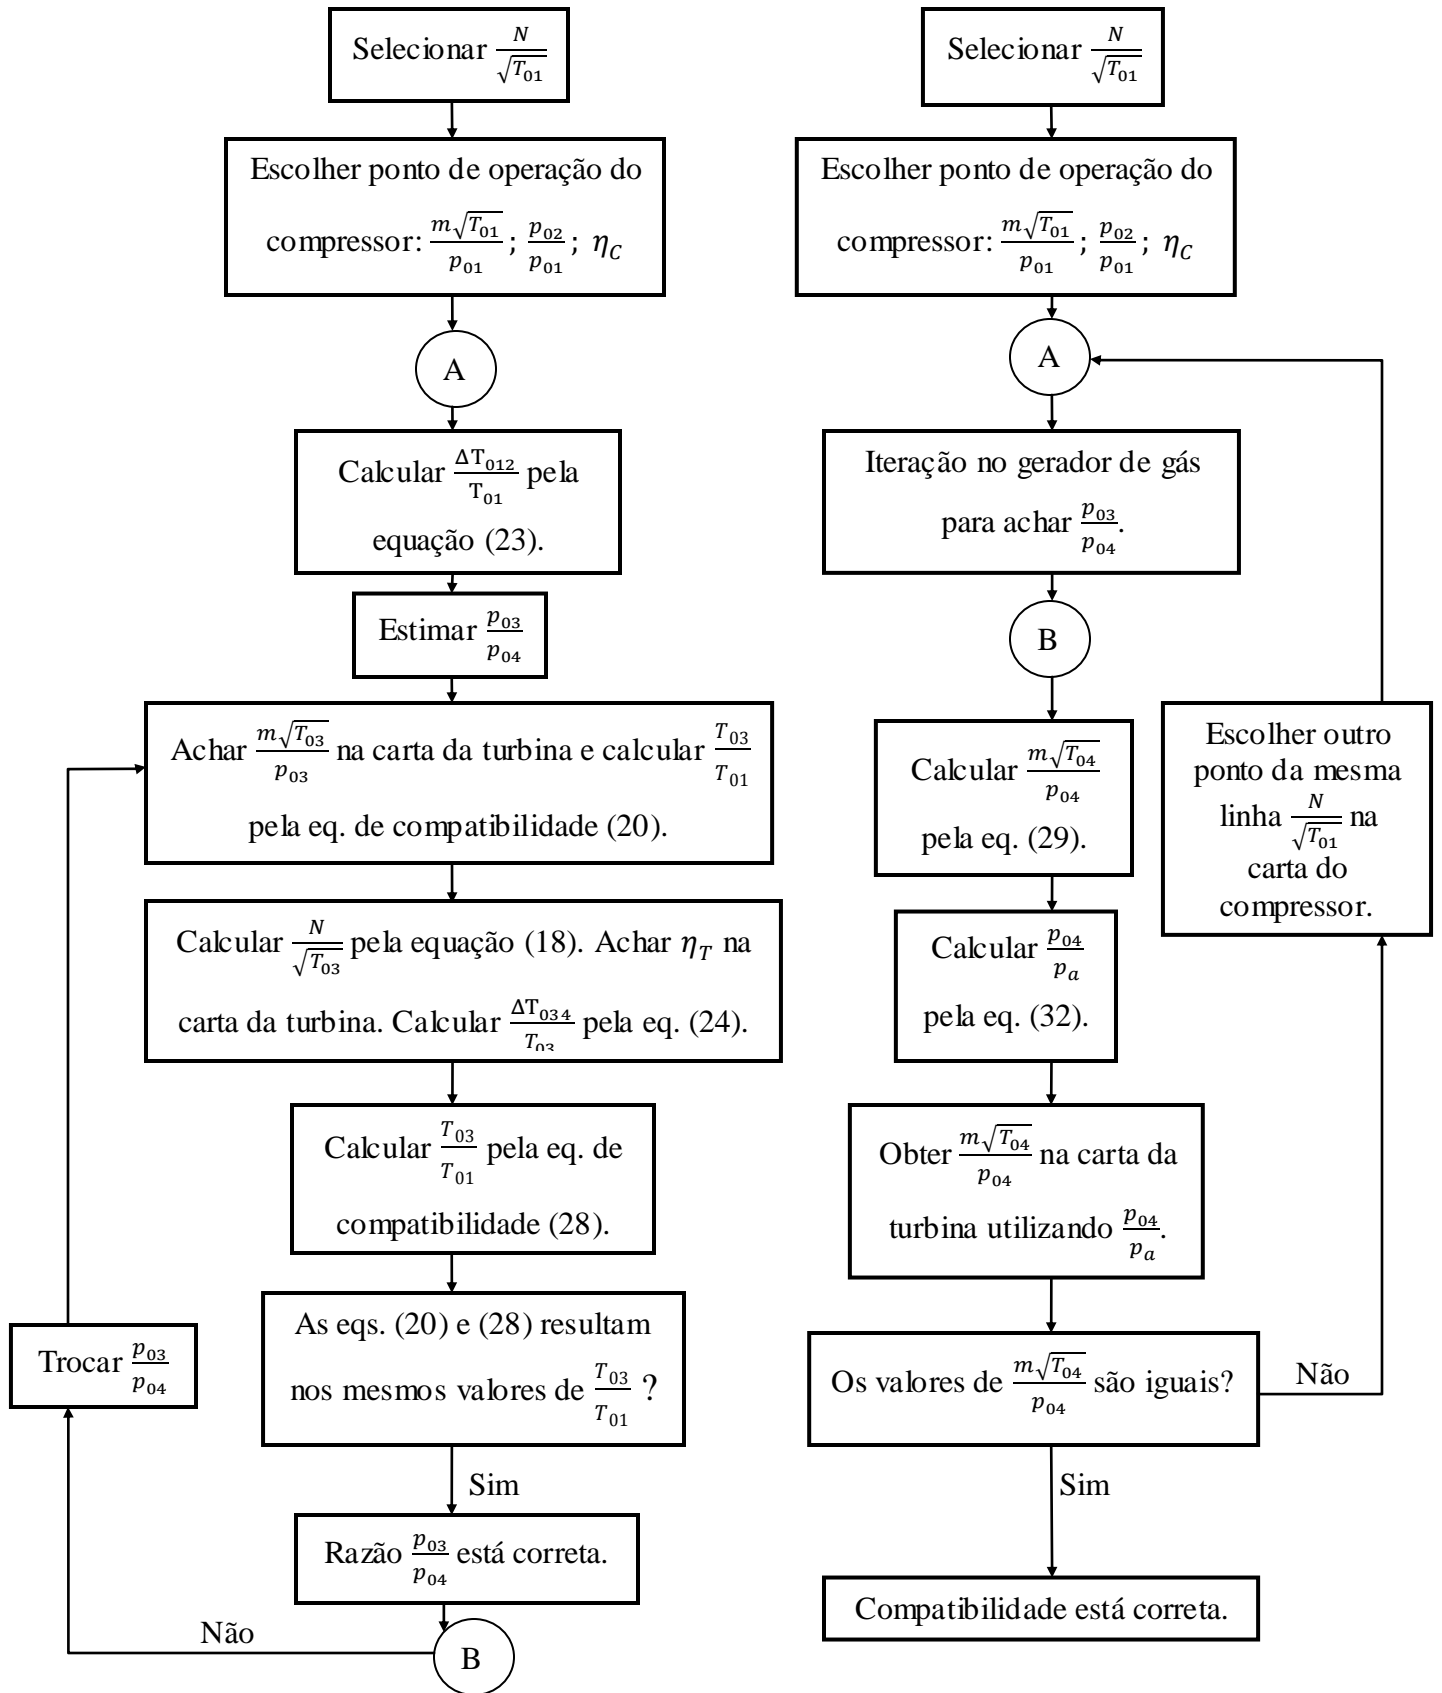 Selecionar N/√T₀₁
Escolher ponto de operação do
compressor: m√T₀₁/p₀₁ ; p₀₂/p₀₁ ; η_C
A
Calcular ΔT₀₁₂/T₀₁ pela
equação (23).
Estimar p₀₃/p₀₄
Achar m√T₀₃/p₀₃ na carta da turbina e calcular T₀₃/T₀₁
pela eq. de compatibilidade (20).
Calcular N/√T₀₃ pela equação (18). Achar η_T na
carta da turbina. Calcular ΔT₀₃₄/T₀₃ pela eq. (24).
Calcular T₀₃/T₀₁ pela eq. de
compatibilidade (28).
As eqs. (20) e (28) resultam
nos mesmos valores de T₀₃/T₀₁ ?
Trocar p₀₃/p₀₄
Sim
Razão p₀₃/p₀₄ está correta.
Não
B
Selecionar N/√T₀₁
Escolher ponto de operação do
compressor: m√T₀₁/p₀₁ ; p₀₂/p₀₁ ; η_C
A
Iteração no gerador de gás
para achar p₀₃/p₀₄.
B
Calcular m√T₀₄/p₀₄
pela eq. (29).
Calcular p₀₄/pₐ
pela eq. (32).
Obter m√T₀₄/p₀₄ na carta da
turbina utilizando p₀₄/pₐ.
Os valores de m√T₀₄/p₀₄ são iguais?
Não
Escolher outro
ponto da mesma
linha N/√T₀₁ na
carta do
compressor.
Sim
Compatibilidade está correta.